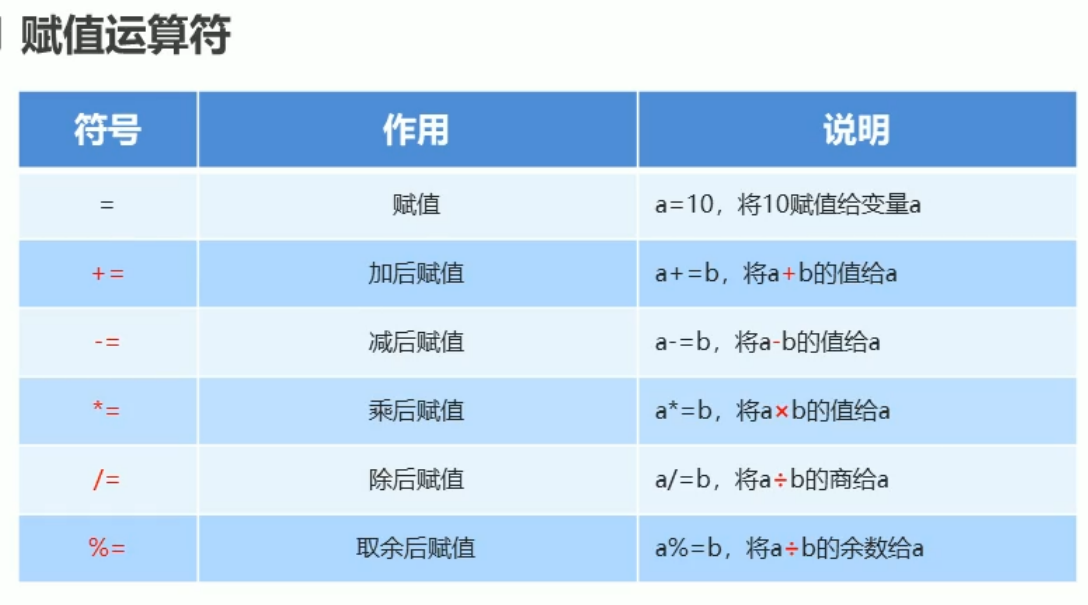 赋值运算符
符号 作用 说明
= 赋值 a=10，将10赋值给变量a
+= 加后赋值 a+=b，将a+b的值给a
-= 减后赋值 a-=b，将a-b的值给a
*= 乘后赋值 a*=b，将a×b的值给a
/= 除后赋值 a/=b，将a÷b的商给a
%= 取余后赋值 a%=b，将a÷b的余数给a